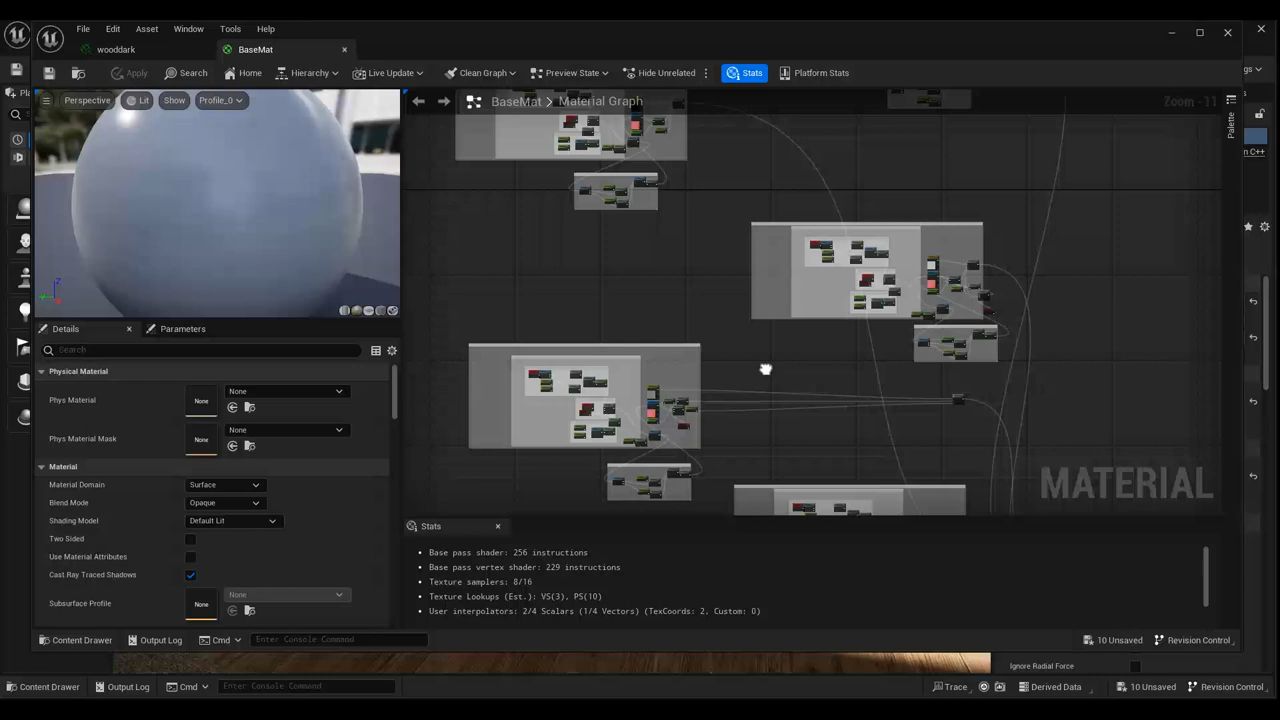 File Edit Asset Window Tools Help
wooddark BaseMat
Apply Search Home Hierarchy Live Update Clean Graph Preview State Hide Unrelated Stats Platform Stats
Perspective Lit Show Profile_0
BaseMat > Material Graph
Zoom -11
Palette
n C++
Z
MATERIAL
Details Parameters
Search
Physical Material
Phys Material None None
Phys Material Mask None None
Material
Material Domain Surface
Blend Mode Opaque
Shading Model Default Lit
Two Sided
Use Material Attributes
Cast Ray Traced Shadows
Subsurface Profile None None
Stats
• Base pass shader: 256 instructions
• Base pass vertex shader: 229 instructions
• Texture samplers: 8/16
• Texture Lookups (Est.): VS(3), PS(10)
• User interpolators: 2/4 Scalars (1/4 Vectors) (TexCoords: 2, Custom: 0)
Content Drawer Output Log Cmd Enter Console Command 10 Unsaved Revision Control
Ignore Radial Force
Content Drawer Output Log Cmd Enter Console Command Trace Derived Data 10 Unsaved Revision Control